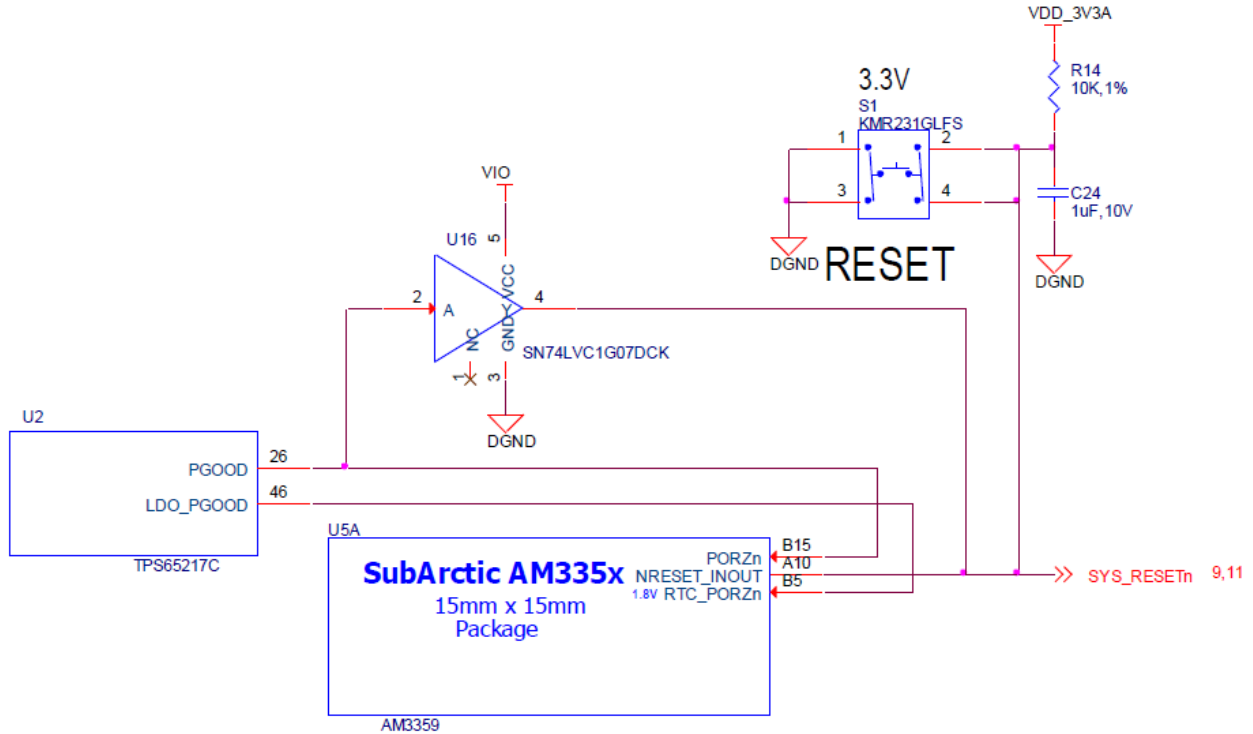 VDD_3V3A
R14
10K,1%
3.3V
S1
KMR231GLFS
1
2
3
4
C24
1uF,10V
DGND
RESET
DGND
VIO
U16
5
VCC
2
A
4
Y
NC
GND
SN74LVC1G07DCK
1
3
DGND
U2
PGOOD
26
LDO_PGOOD
46
TPS65217C
U5A
SubArctic AM335x
15mm x 15mm
Package
PORZn
B15
NRESET_INOUT
A10
1.8V RTC_PORZn
B5
SYS_RESETn 9,11
AM3359